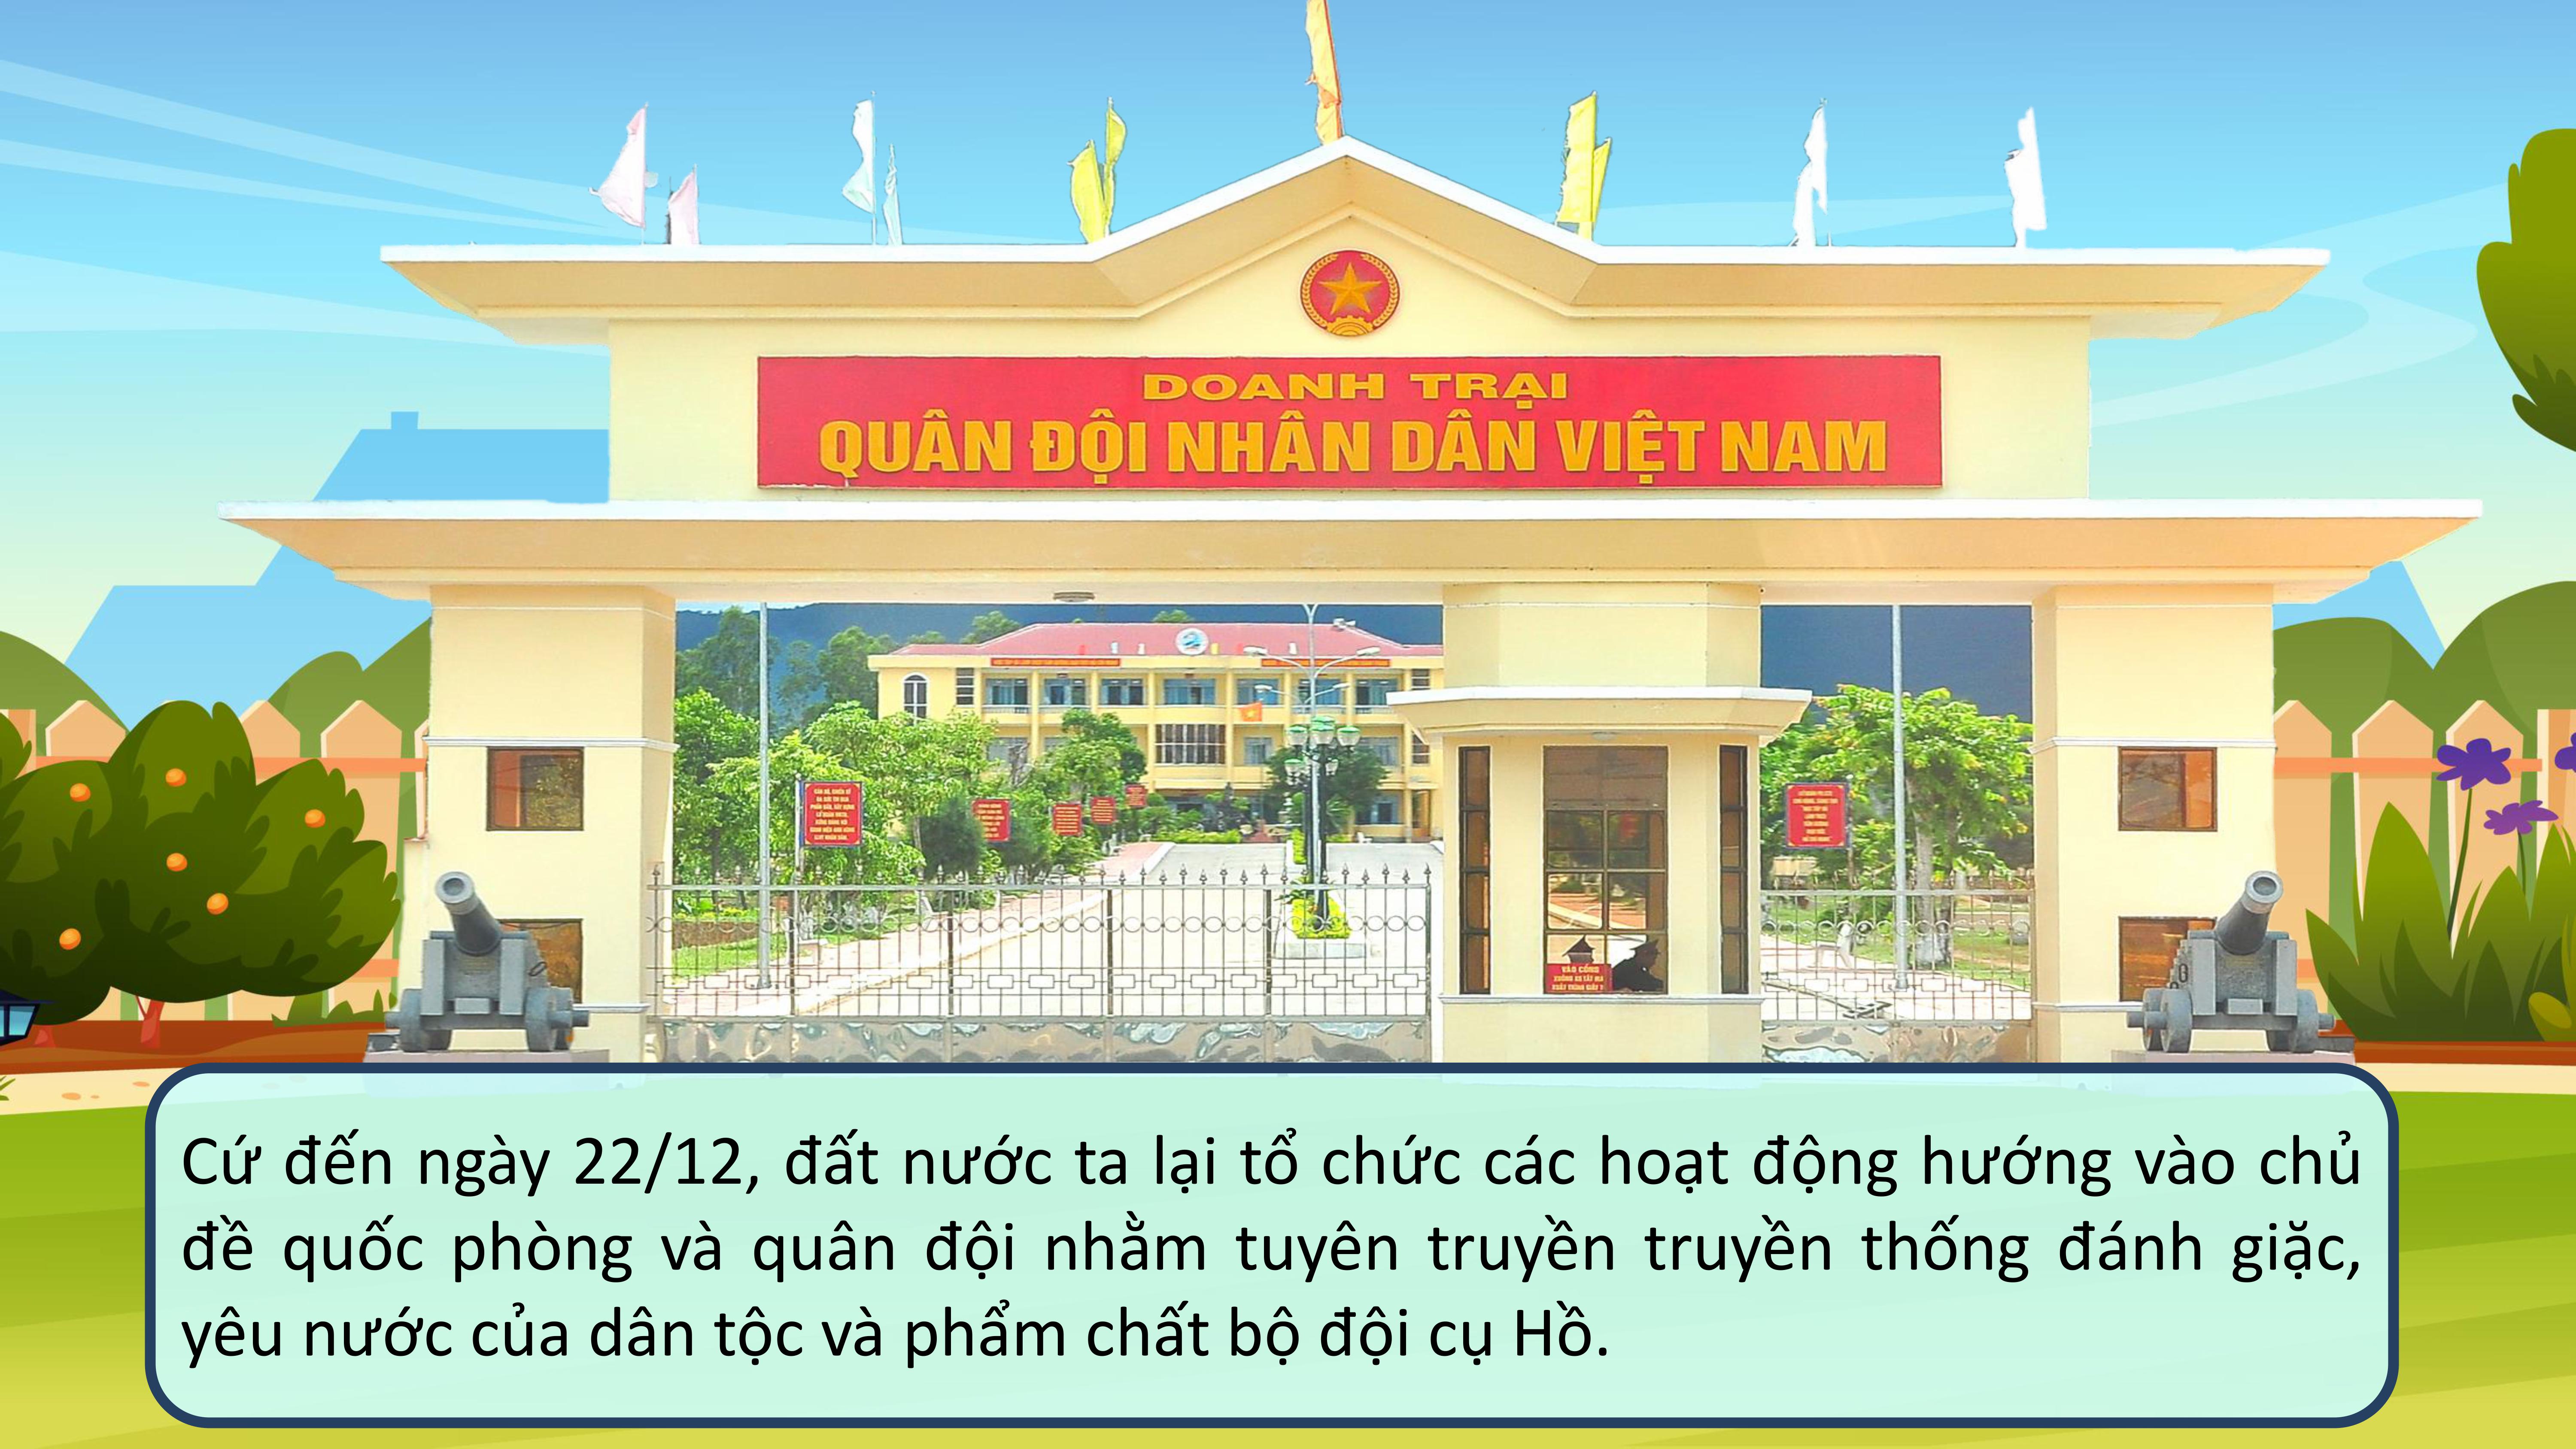 DOANH TRẠI
QUÂN ĐỘI NHÂN DÂN VIỆT NAM
VÀO CỔNG
Cứ đến ngày 22/12, đất nước ta lại tổ chức các hoạt động hướng vào chủ
đề quốc phòng và quân đội nhằm tuyên truyền truyền thống đánh giặc,
yêu nước của dân tộc và phẩm chất bộ đội cụ Hồ.